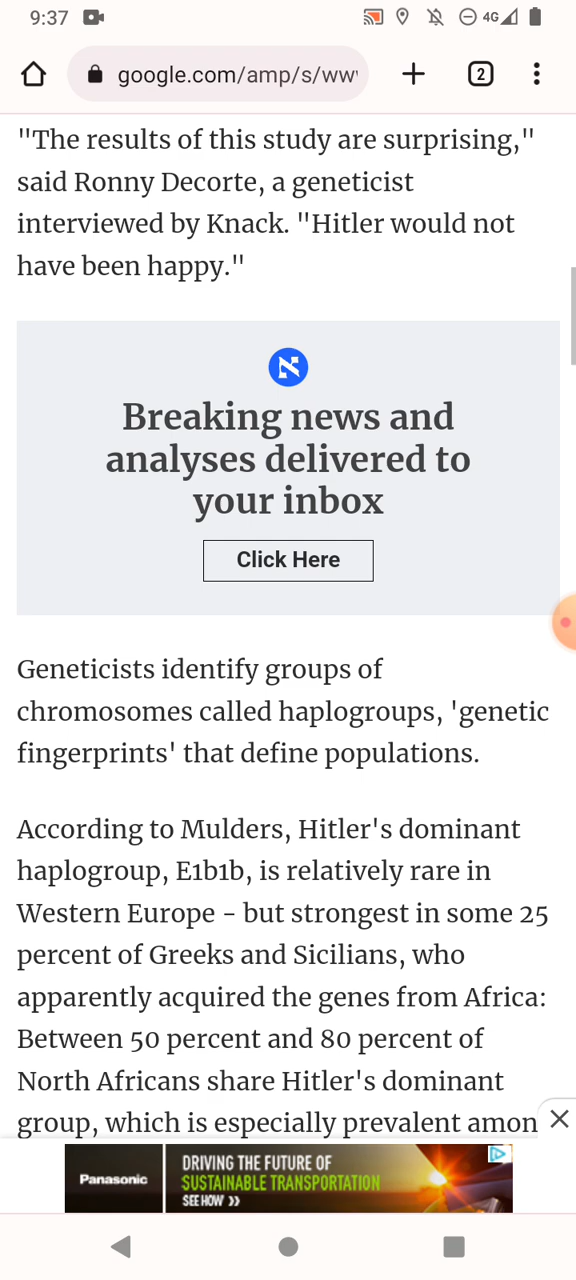 9:37
4G
google.com/amp/s/ww
2
"The results of this study are surprising,"
said Ronny Decorte, a geneticist
interviewed by Knack. "Hitler would not
have been happy."
Breaking news and
analyses delivered to
your inbox
Click Here
Geneticists identify groups of
chromosomes called haplogroups, 'genetic
fingerprints' that define populations.
According to Mulders, Hitler's dominant
haplogroup, E1b1b, is relatively rare in
Western Europe - but strongest in some 25
percent of Greeks and Sicilians, who
apparently acquired the genes from Africa:
Between 50 percent and 80 percent of
North Africans share Hitler's dominant
group, which is especially prevalent amon
Panasonic
DRIVING THE FUTURE OF
SUSTAINABLE TRANSPORTATION
SEE HOW »